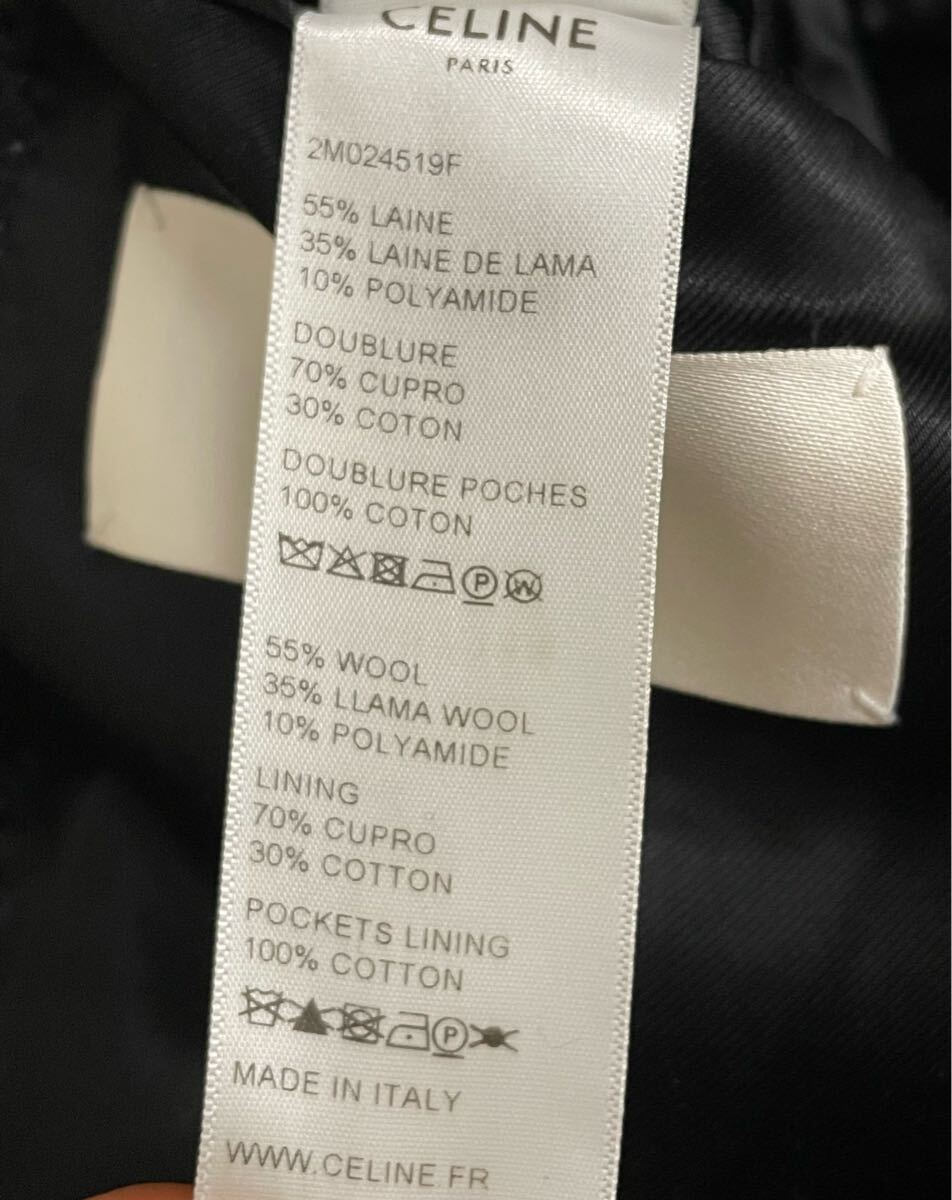 CELINE
PARIS
2M024519F
55% LAINE
35% LAINE DE LAMA
10% POLYAMIDE
DOUBLURE
70% CUPRO
30% COTON
DOUBLURE POCHES
100% COTON
P W
55% WOOL
35% LLAMA WOOL
10% POLYAMIDE
LINING
70% CUPRO
30% COTTON
POCKETS LINING
100% COTTON
P
MADE IN ITALY
WWW.CELINE.FR